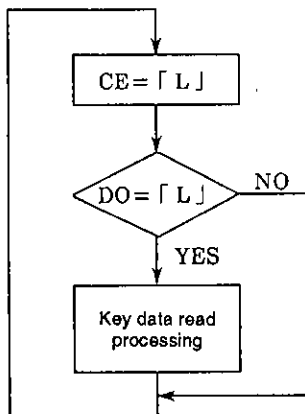 CE=「L」
DO=「L」
NO
YES
Key data read
processing